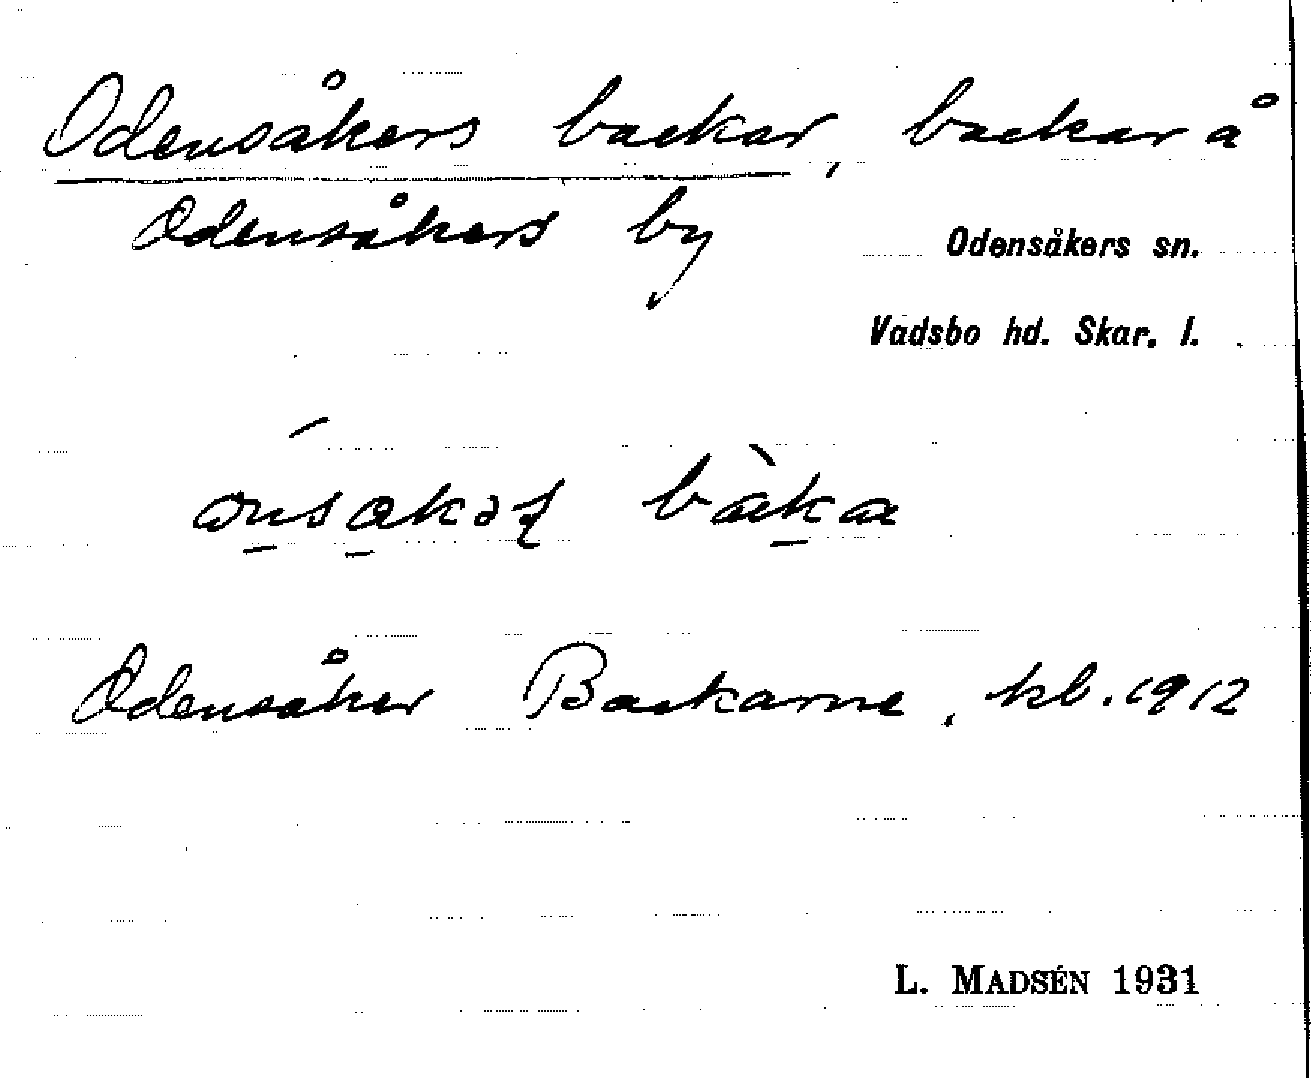 Odensåkers backar, backar å
Odensåkers by
Odensåkers sn.
Vadsbo hd. Skar. l.
Odensåker Backarne, kb. 1912
L. MADSÉN 1931